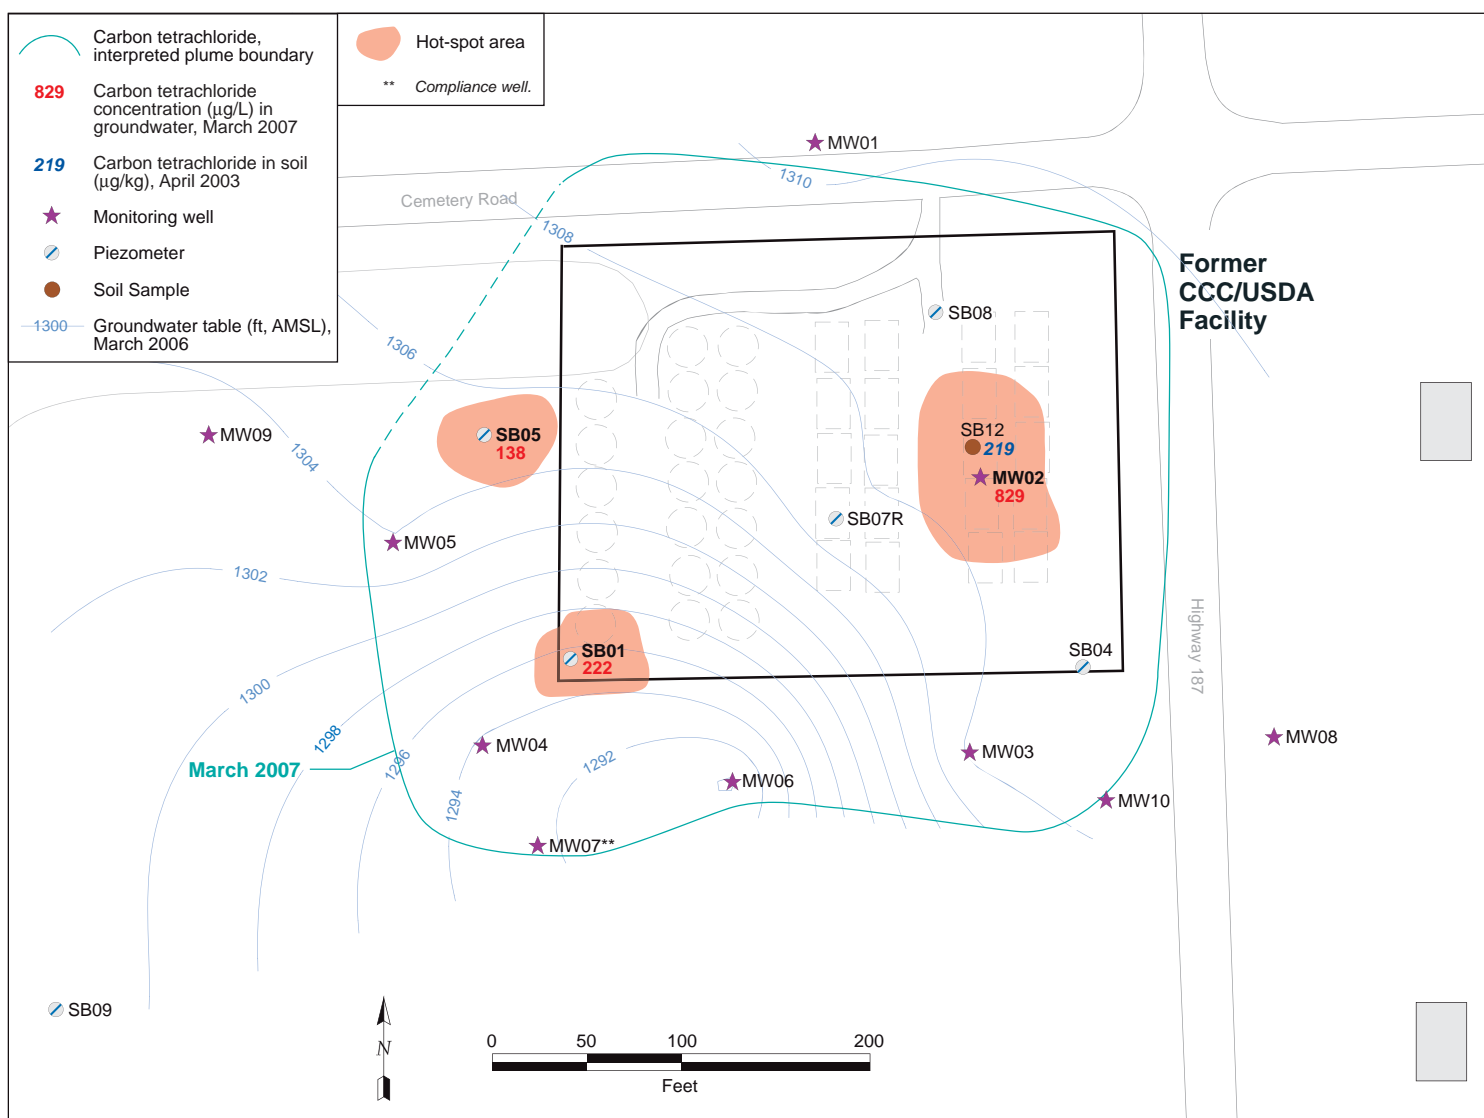 Carbon tetrachloride,
interpreted plume boundary
829
Carbon tetrachloride
concentration (µg/L) in
groundwater, March 2007
219
Carbon tetrachloride in soil
(µg/kg), April 2003
Monitoring well
Piezometer
Soil Sample
1300
Groundwater table (ft, AMSL),
March 2006
Hot-spot area
** Compliance well.
MW01
1310
Cemetery Road
1308
Former
CCC/USDA
Facility
SB08
1306
MW09
SB05
138
1304
SB12
219
MW02
829
SB07R
MW05
1302
Highway 187
SB01
222
SB04
1300
1298
1296
MW04
1292
MW03
MW08
March 2007
MW06
1294
MW10
MW07**
SB09
N
0 50 100 200
Feet